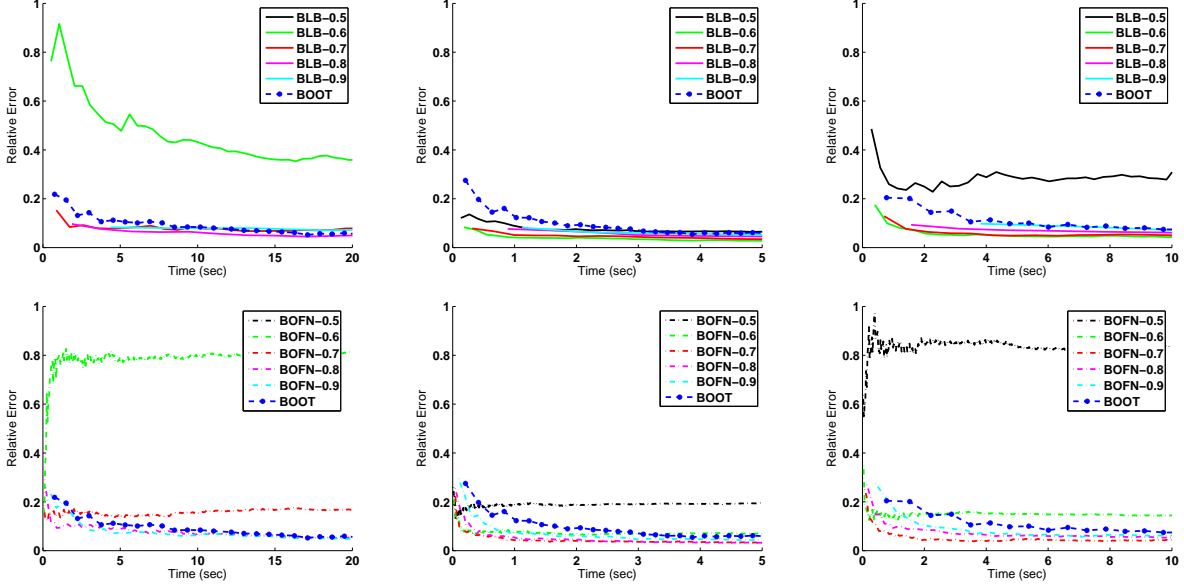 1
0.8
0.6
0.4
0.2
0
Relative Error
0
5
10
15
20
Time (sec)
BLB−0.5
BLB−0.6
BLB−0.7
BLB−0.8
BLB−0.9
BOOT
1
0.8
0.6
0.4
0.2
0
Relative Error
0
1
2
3
4
5
Time (sec)
BLB−0.5
BLB−0.6
BLB−0.7
BLB−0.8
BLB−0.9
BOOT
1
0.8
0.6
0.4
0.2
0
Relative Error
0
2
4
6
8
10
Time (sec)
BLB−0.5
BLB−0.6
BLB−0.7
BLB−0.8
BLB−0.9
BOOT
1
0.8
0.6
0.4
0.2
0
Relative Error
0
5
10
15
20
Time (sec)
BOFN−0.5
BOFN−0.6
BOFN−0.7
BOFN−0.8
BOFN−0.9
BOOT
1
0.8
0.6
0.4
0.2
0
Relative Error
0
1
2
3
4
5
Time (sec)
BOFN−0.5
BOFN−0.6
BOFN−0.7
BOFN−0.8
BOFN−0.9
BOOT
1
0.8
0.6
0.4
0.2
0
Relative Error
0
2
4
6
8
10
Time (sec)
BOFN−0.5
BOFN−0.6
BOFN−0.7
BOFN−0.8
BOFN−0.9
BOOT